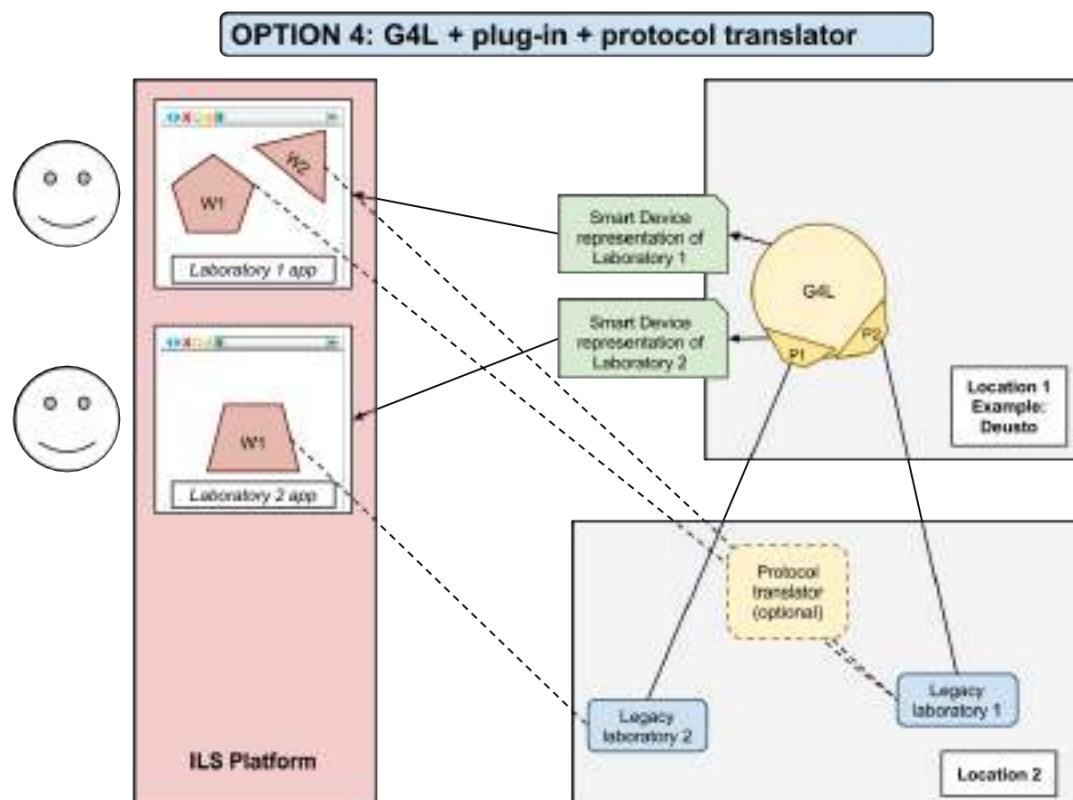 OPTION 4: G4L + plug-in + protocol translator
W1
W2
Laboratory 1 app
W1
Laboratory 2 app
ILS Platform
Smart Device
representation of
Laboratory 1
Smart Device
representation of
Laboratory 2
G4L
P1
P2
Location 1
Example:
Deusto
Protocol
translator
(optional)
Legacy
laboratory 1
Legacy
laboratory 2
Location 2